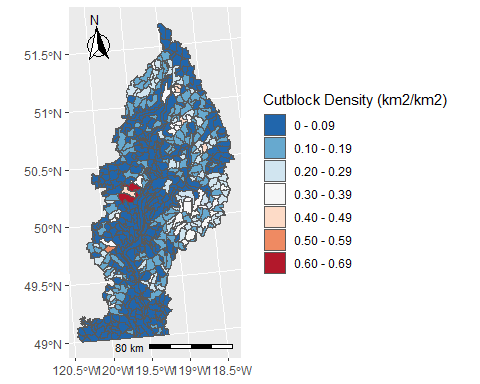 N
51.5°N
51°N
50.5°N
50°N
49.5°N
49°N
80 km
120.5°W 120°W 119.5°W 119°W 118.5°W
Cutblock Density (km2/km2)
0 - 0.09
0.10 - 0.19
0.20 - 0.29
0.30 - 0.39
0.40 - 0.49
0.50 - 0.59
0.60 - 0.69